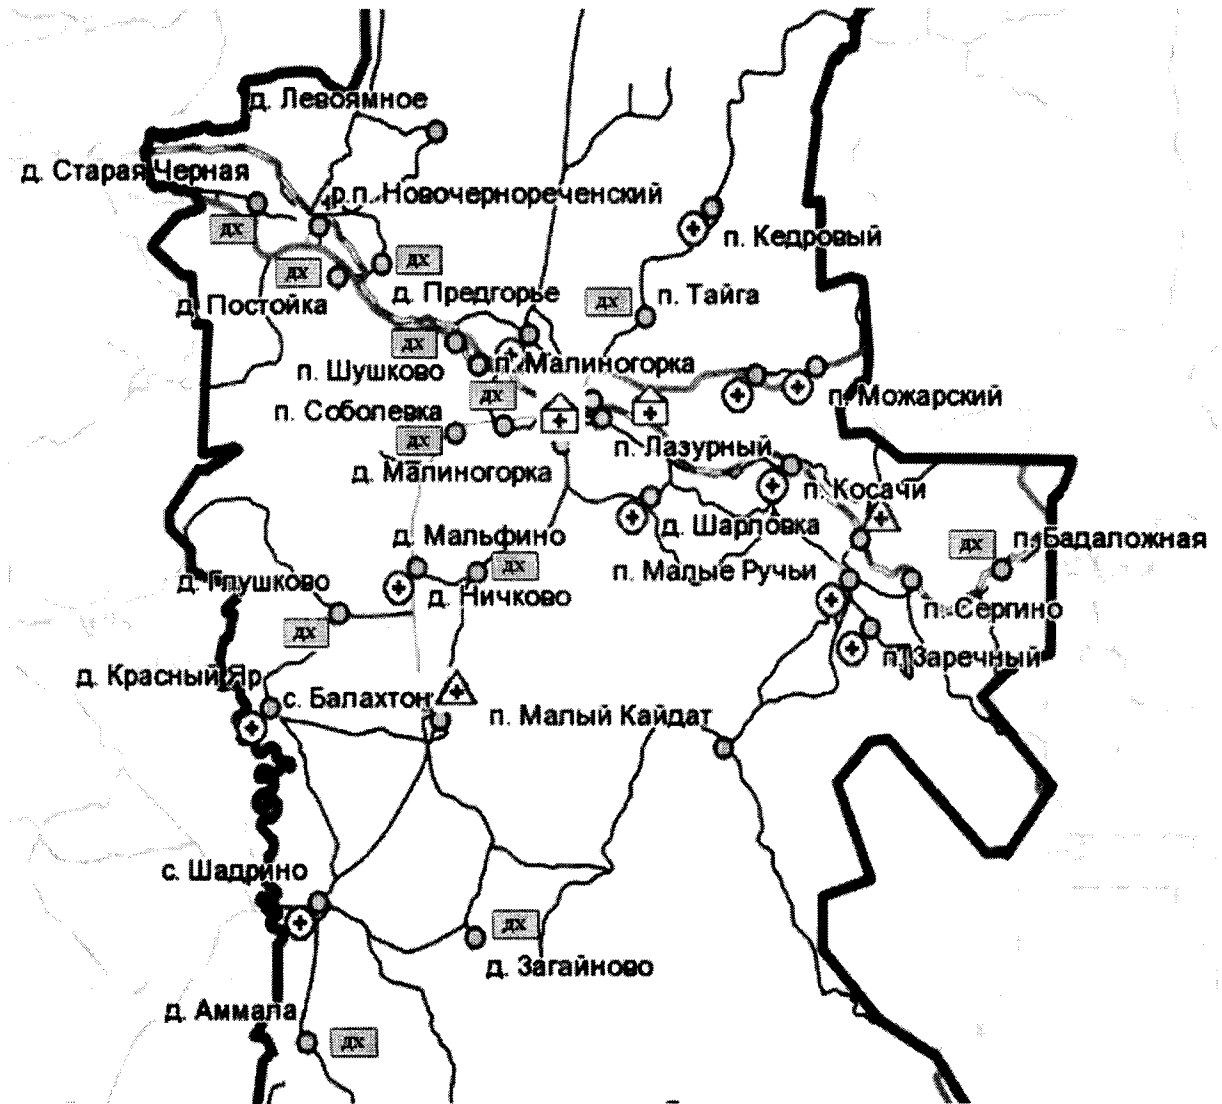 д. Левоямное
д. Старая Черная
р.п. Новочернореченский
дх
п. Кедровый
дх
дх
д. Постойка
д. Предгорье
дх
п. Тайга
дх
п. Шушково
п. Малиногорка
дх
п. Можарский
п. Соболевка
дх
п. Лазурный
д. Малиногорка
п. Косачи
д. Шарловка
д. Мальфино
дх
дх
п. Бадаложная
д. Глушково
д. Ничково
п. Малые Ручьи
п. Сергино
дх
п. Заречный
д. Красный Яр
с. Балахтон
п. Малый Кайдат
с. Шадрино
дх
д. Загайново
д. Аммала
дх